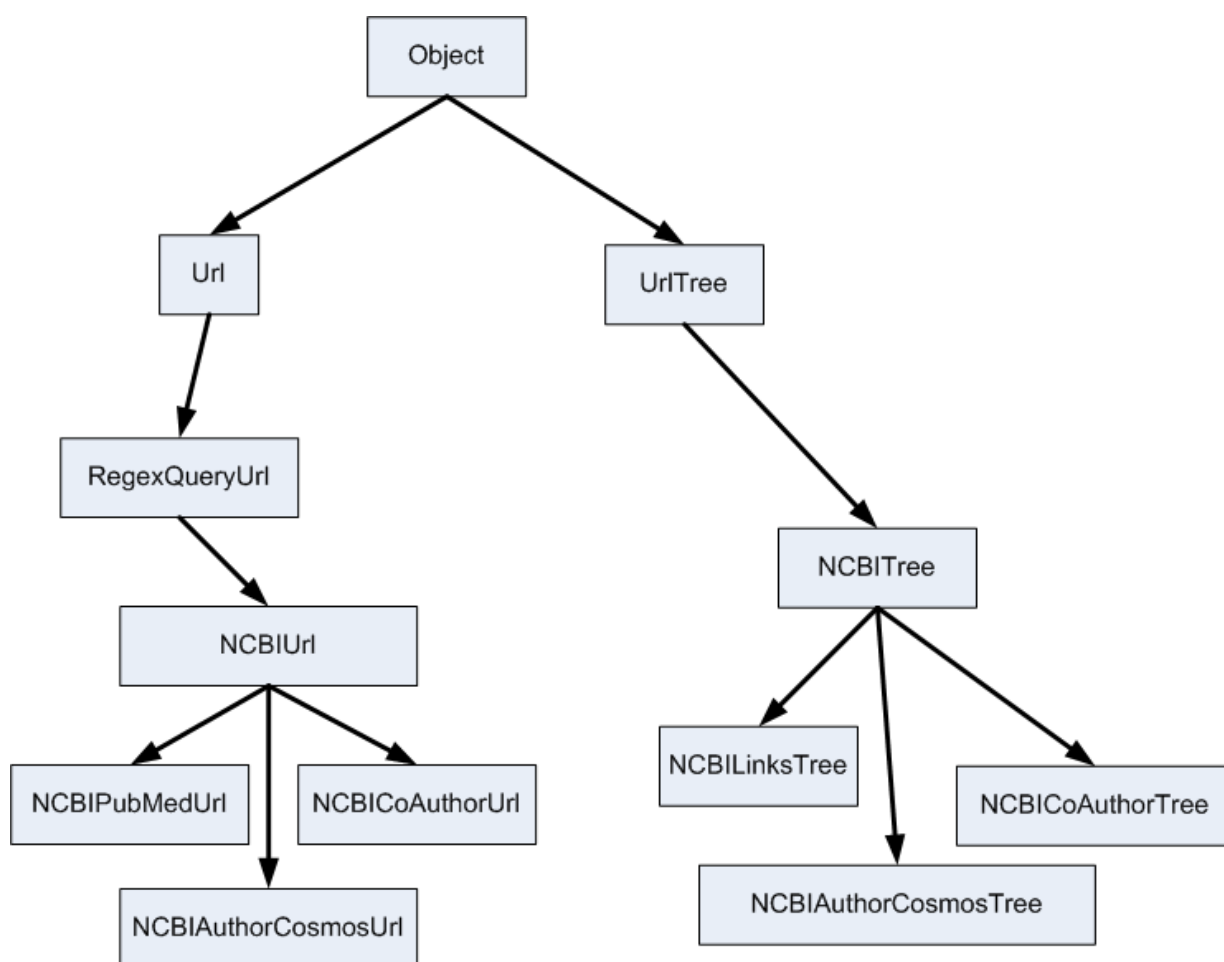 Object
Url
UrlTree
RegexQueryUrl
NCBITree
NCBIUrl
NCBILinksTree
NCBIPubMedUrl
NCBICoAuthorUrl
NCBICoAuthorTree
NCBIAuthorCosmosTree
NCBIAuthorCosmosUrl